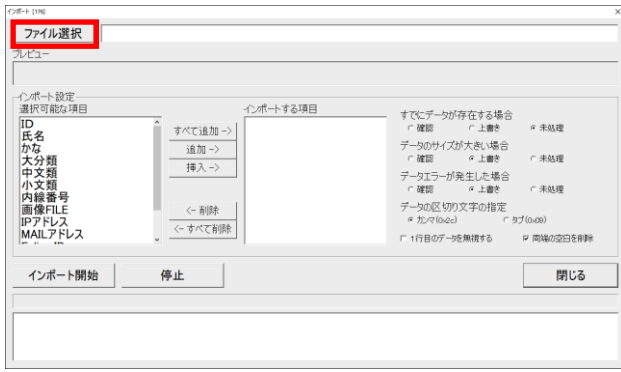 インポート [176]
×
ファイル選択
プレビュー
インポート設定
選択可能な項目
インポートする項目
ID
氏名
かな
大分類
中文類
小文類
内線番号
画像FILE
IPアドレス
MAILアドレス
すべて追加 ->
追加 ->
挿入 ->
<- 削除
<- すべて削除
すでにデータが存在する場合
確認 上書き 未処理
データのサイズが大きい場合
確認 上書き 未処理
データエラーが発生した場合
確認 上書き 未処理
データの区切り文字の指定
カンマ(0x2c) タブ(0x09)
1行目のデータを無視する 両端の空白を削除
インポート開始 停止 閉じる